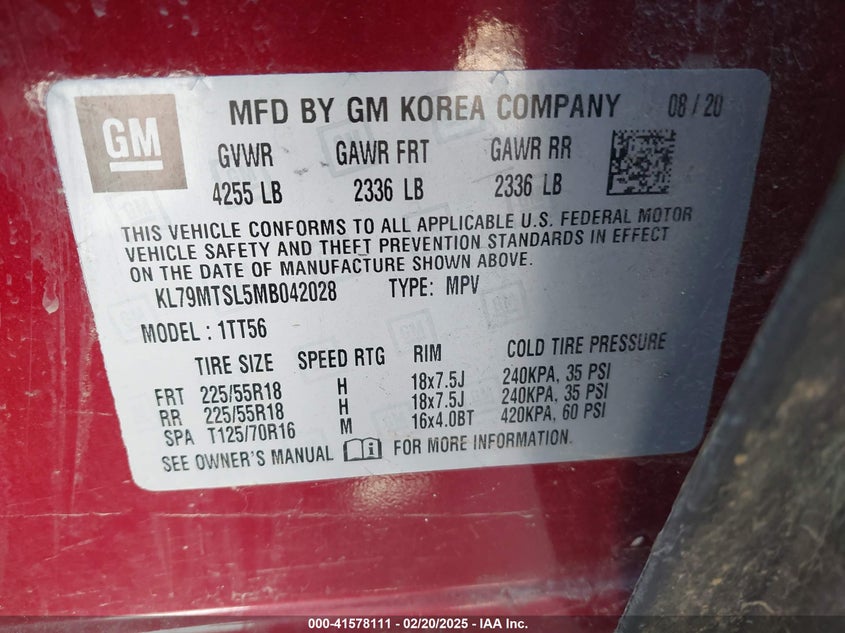 GM
MFD BY GM KOREA COMPANY 08 / 20
GVWR GAWR FRT GAWR RR
4255 LB 2336 LB 2336 LB
THIS VEHICLE CONFORMS TO ALL APPLICABLE U.S. FEDERAL MOTOR
VEHICLE SAFETY AND THEFT PREVENTION STANDARDS IN EFFECT
ON THE DATE OF MANUFACTURE SHOWN ABOVE.
KL79MTSL5MB042028 TYPE: MPV
MODEL : 1TT56
TIRE SIZE SPEED RTG RIM COLD TIRE PRESSURE
FRT 225/55R18 H 18x7.5J 240KPA, 35 PSI
RR 225/55R18 H 18x7.5J 240KPA, 35 PSI
SPA T125/70R16 M 16x4.0BT 420KPA, 60 PSI
SEE OWNER'S MANUAL i FOR MORE INFORMATION.
000-41578111 - 02/20/2025 - IAA Inc.